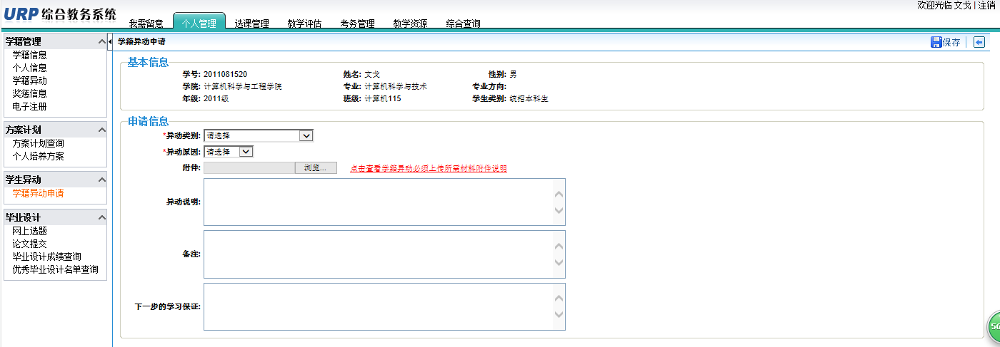 欢迎光临 文戈 | 注销
URP 综合教务系统
我需留意 个人管理 选课管理 教学评估 考务管理 教学资源 综合查询
学籍管理
学籍信息
个人信息
学籍异动
奖惩信息
电子注册
方案计划
方案计划查询
个人培养方案
学生异动
学籍异动申请
毕业设计
网上选题
论文提交
毕业设计成绩查询
优秀毕业设计名单查询
学籍异动申请 保存
基本信息
学号: 2011081520 姓名: 文戈 性别: 男
学院: 计算机科学与工程学院 专业: 计算机科学与技术 专业方向:
年级: 2011级 班级: 计算机115 学生类别: 统招本科生
申请信息
*异动类别: 请选择
*异动原因: 请选择
附件: 浏览... 点击查看学籍异动必须上传所需材料附件说明
异动说明:
备注:
下一步的学习保证:
56